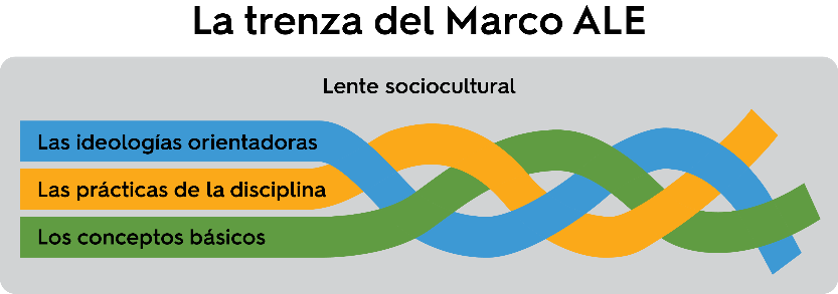 La trenza del Marco ALE
Lente sociocultural
Las ideologías orientadoras
Las prácticas de la disciplina
Los conceptos básicos